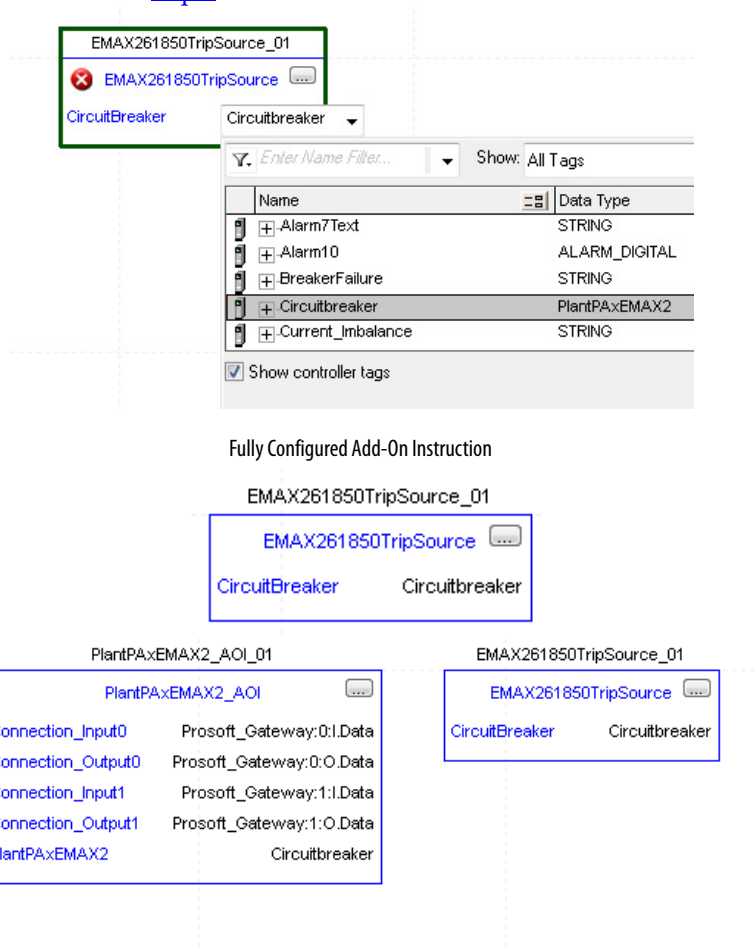 EMAX261850TripSource_01
EMAX261850TripSource ...
CircuitBreaker
Circuitbreaker
Enter Name Filter... Show: All Tags
Name Data Type
Alarm7Text STRING
Alarm10 ALARM_DIGITAL
BreakerFailure STRING
Circuitbreaker PlantPAxEMAX2
Current_Imbalance STRING
Show controller tags
Fully Configured Add-On Instruction
EMAX261850TripSource_01
EMAX261850TripSource ...
CircuitBreaker Circuitbreaker
PlantPAxEMAX2_AOI_01
PlantPAxEMAX2_AOI ...
onnection_Input0 Prosoft_Gateway:0:I.Data
onnection_Output0 Prosoft_Gateway:0:O.Data
onnection_Input1 Prosoft_Gateway:1:I.Data
onnection_Output1 Prosoft_Gateway:1:O.Data
lantPAxEMAX2 Circuitbreaker
EMAX261850TripSource_01
EMAX261850TripSource ...
CircuitBreaker Circuitbreaker